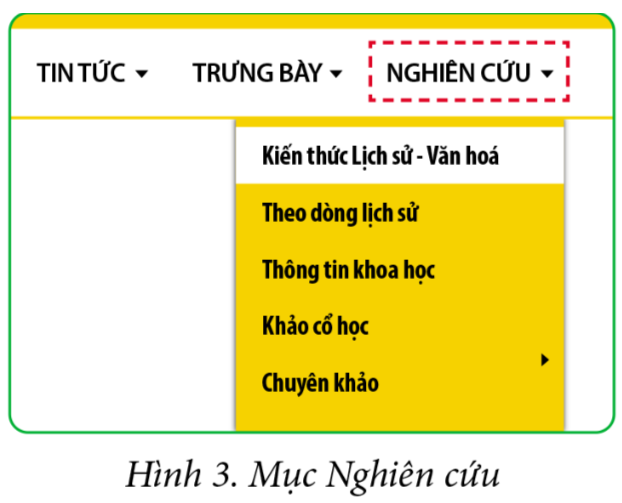 TIN TỨC TRƯNG BÀY NGHIÊN CỨU
Kiến thức Lịch sử - Văn hoá
Theo dòng lịch sử
Thông tin khoa học
Khảo cổ học
Chuyên khảo
Hình 3. Mục Nghiên cứu